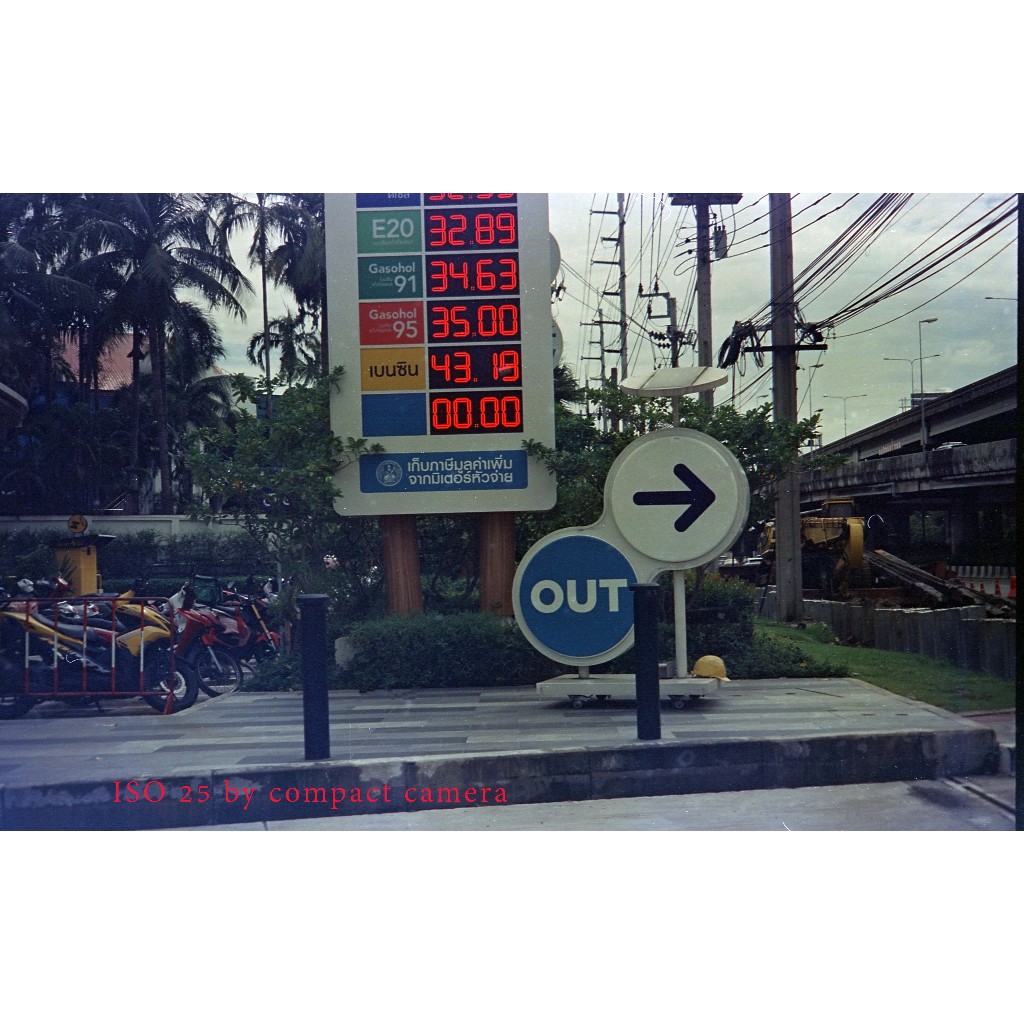 E20 32.89
Gasohol 91 34.63
Gasohol 95 35.00
เบนซิน 43.19
00.00
เก็บภาษีมูลค่าเพิ่ม
จากมิเตอร์หัวจ่าย
OUT
ISO 25 by compact camera